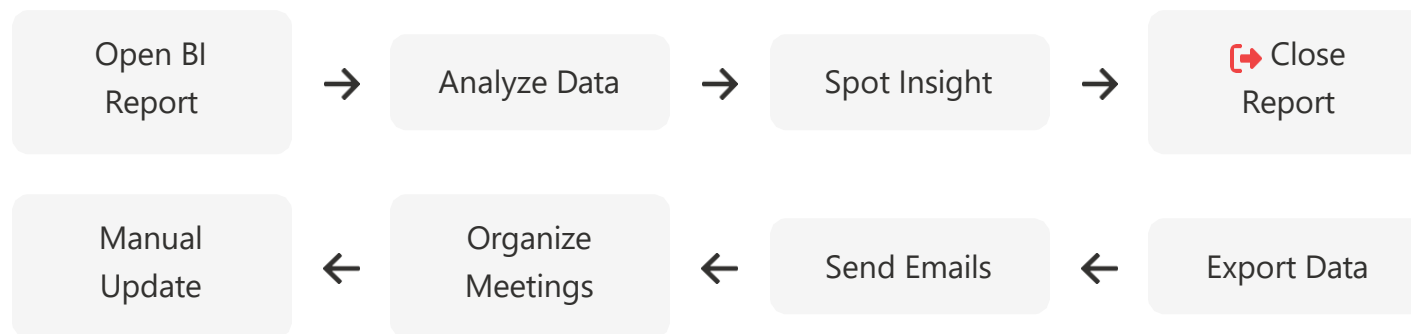 Open BI
Report
Analyze Data
Spot Insight
Close
Report
Manual
Update
Organize
Meetings
Send Emails
Export Data